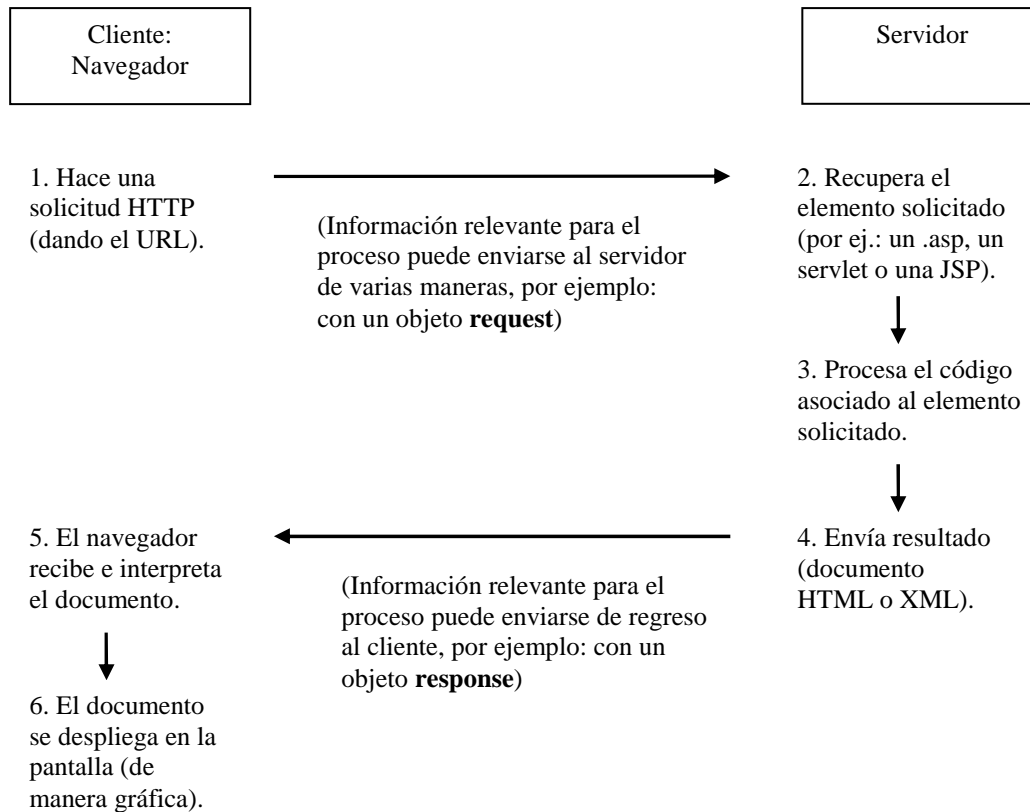 Cliente:
Navegador
Servidor
1. Hace una
solicitud HTTP
(dando el URL).
(Información relevante para el
proceso puede enviarse al servidor
de varias maneras, por ejemplo:
con un objeto request)
2. Recupera el
elemento solicitado
(por ej.: un .asp, un
servlet o una JSP).
3. Procesa el código
asociado al elemento
solicitado.
4. Envía resultado
(documento
HTML o XML).
(Información relevante para el
proceso puede enviarse de regreso
al cliente, por ejemplo: con un
objeto response)
5. El navegador
recibe e interpreta
el documento.
6. El documento
se despliega en la
pantalla (de
manera gráfica).